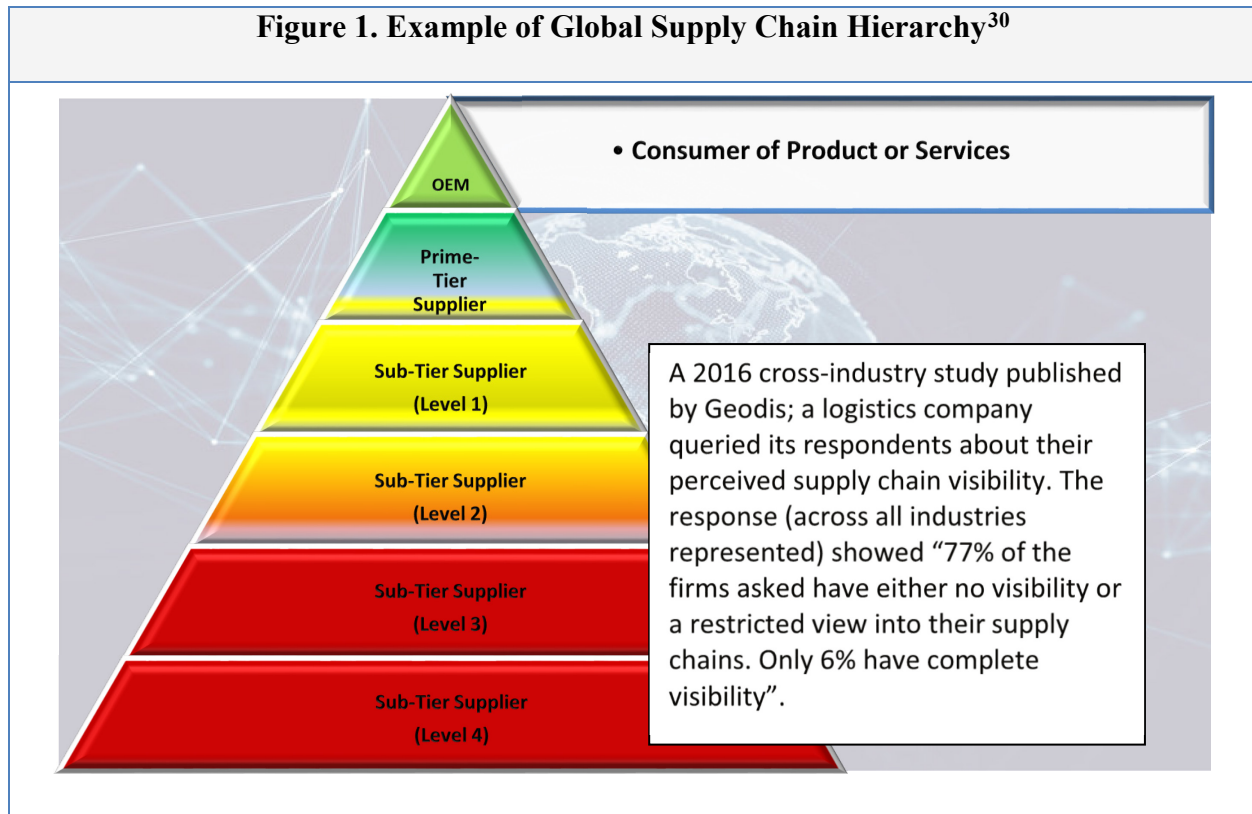 Figure 1. Example of Global Supply Chain Hierarchy30
• Consumer of Product or Services
OEM
Prime-
Tier
Supplier
Sub-Tier Supplier
(Level 1)
Sub-Tier Supplier
(Level 2)
Sub-Tier Supplier
(Level 3)
Sub-Tier Supplier
(Level 4)
A 2016 cross-industry study published
by Geodis; a logistics company
queried its respondents about their
perceived supply chain visibility. The
response (across all industries
represented) showed “77% of the
firms asked have either no visibility or
a restricted view into their supply
chains. Only 6% have complete
visibility”.